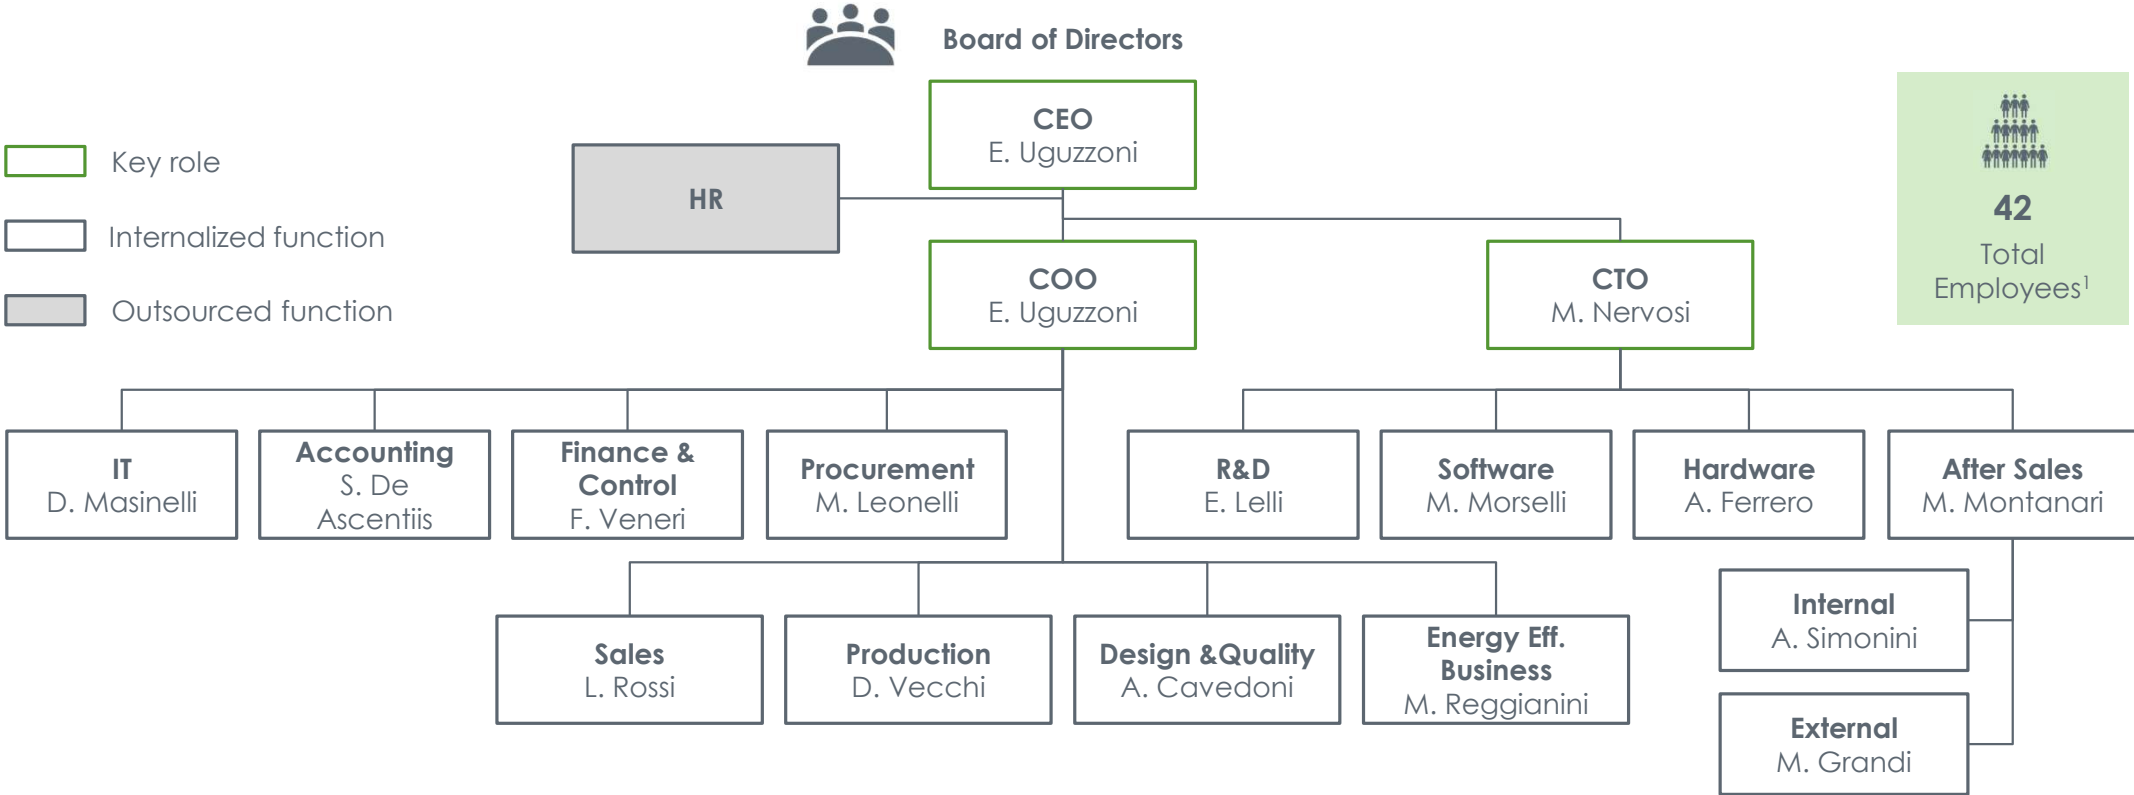 Board of Directors
CEO
E. Uguzzoni
Key role
Internalized function
Outsourced function
HR
42
Total
Employees¹
COO
E. Uguzzoni
CTO
M. Nervosi
IT
D. Masinelli
Accounting
S. De
Ascentiis
Finance &
Control
F. Veneri
Procurement
M. Leonelli
R&D
E. Lelli
Software
M. Morselli
Hardware
A. Ferrero
After Sales
M. Montanari
Sales
L. Rossi
Production
D. Vecchi
Design &Quality
A. Cavedoni
Energy Eff.
Business
M. Reggianini
Internal
A. Simonini
External
M. Grandi